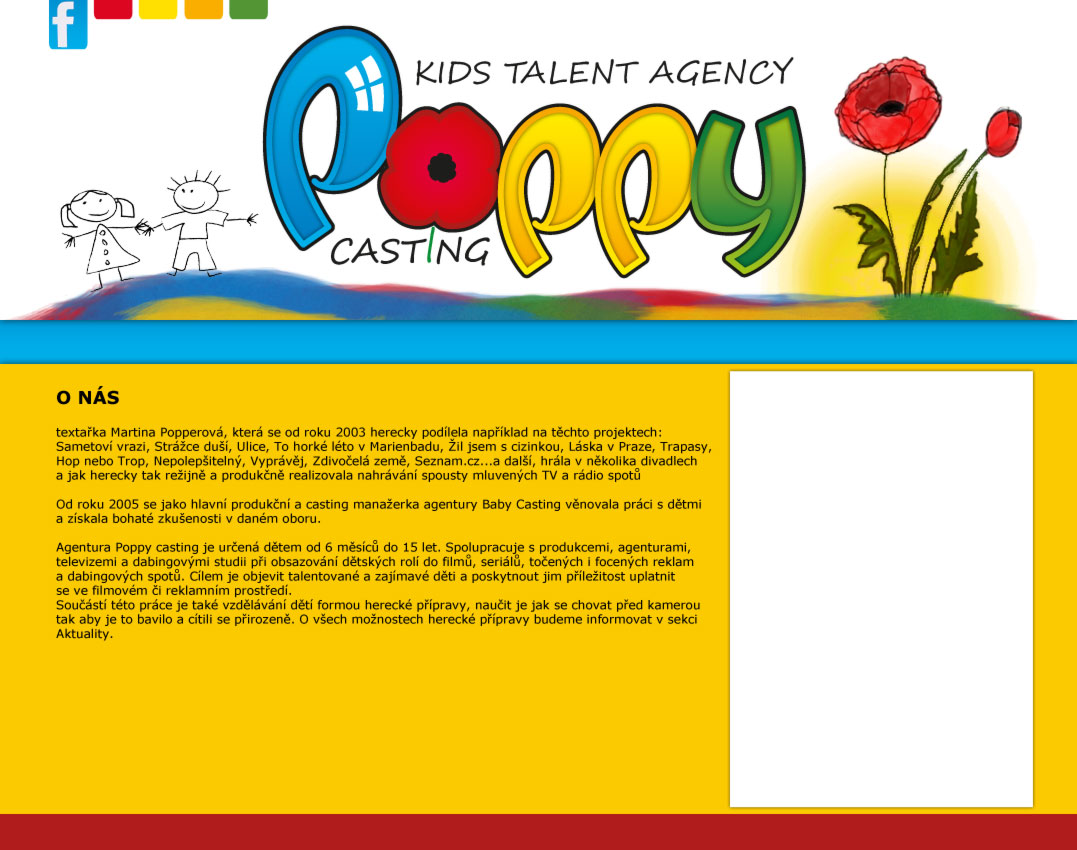 f
KIDS TALENT AGENCY
Poppy
CASTING
O NÁS
textařka Martina Popperová, která se od roku 2003 herecky podílela například na těchto projektech:
Sametoví vrazi, Strážce duší, Ulice, To horké léto v Marienbadu, Žil jsem s cizinkou, Láska v Praze, Trapasy,
Hop nebo Trop, Nepolepšitelný, Vyprávěj, Zdivočelá země, Seznam.cz...a další, hrála v několika divadlech
a jak herecky tak režijně a produkčně realizovala nahrávání spousty mluvených TV a rádio spotů
Od roku 2005 se jako hlavní produkční a casting manažerka agentury Baby Casting věnovala práci s dětmi
a získala bohaté zkušenosti v daném oboru.
Agentura Poppy casting je určená dětem od 6 měsíců do 15 let. Spolupracuje s produkcemi, agenturami,
televizemi a dabingovými studii při obsazování dětských rolí do filmů, seriálů, točených i focených reklam
a dabingových spotů. Cílem je objevit talentované a zajímavé děti a poskytnout jim příležitost uplatnit
se ve filmovém či reklamním prostředí.
Součástí této práce je také vzdělávání dětí formou herecké přípravy, naučit je jak se chovat před kamerou
tak aby je to bavilo a cítili se přirozeně. O všech možnostech herecké přípravy budeme informovat v sekci
Aktuality.